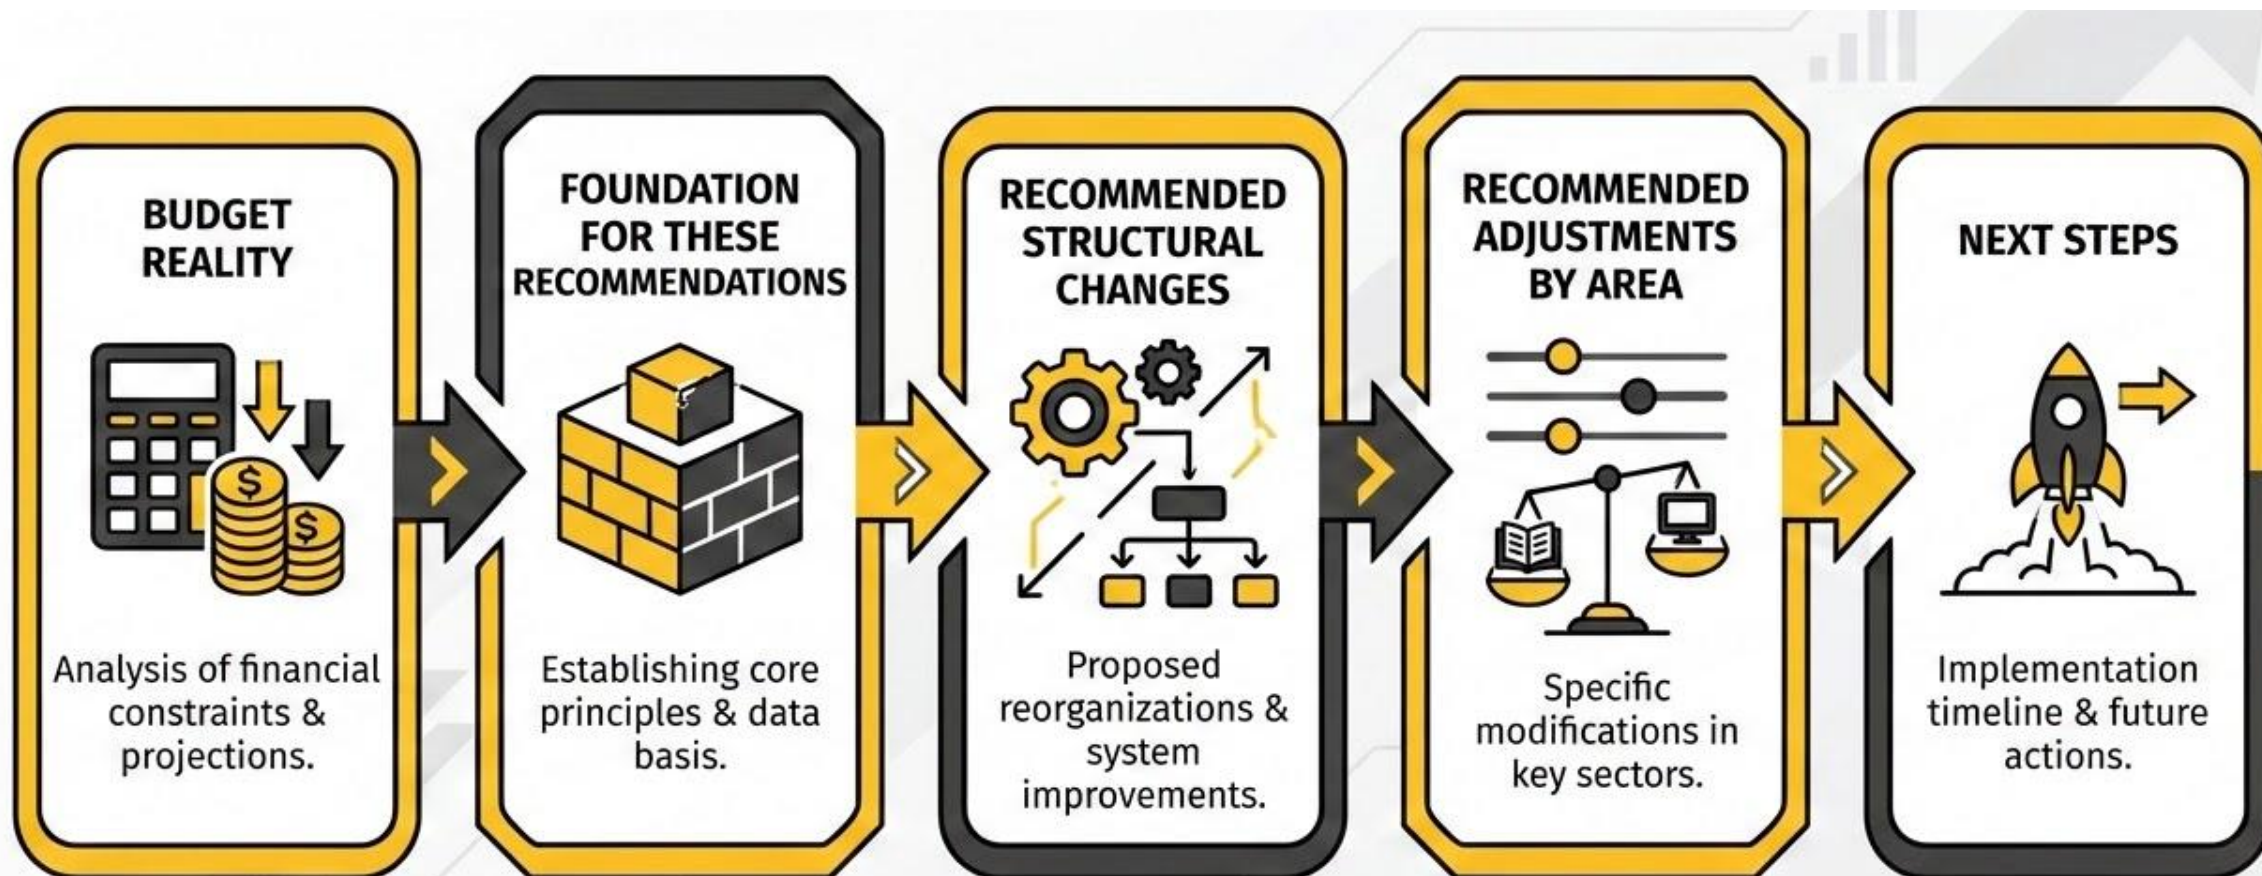 BUDGET
REALITY
$
$
Analysis of financial
constraints &
projections.
FOUNDATION
FOR THESE
RECOMMENDATIONS
Establishing core
principles & data
basis.
RECOMMENDED
STRUCTURAL
CHANGES
Proposed
reorganizations &
system
improvements.
RECOMMENDED
ADJUSTMENTS
BY AREA
Specific
modifications in
key sectors.
NEXT STEPS
Implementation
timeline & future
actions.